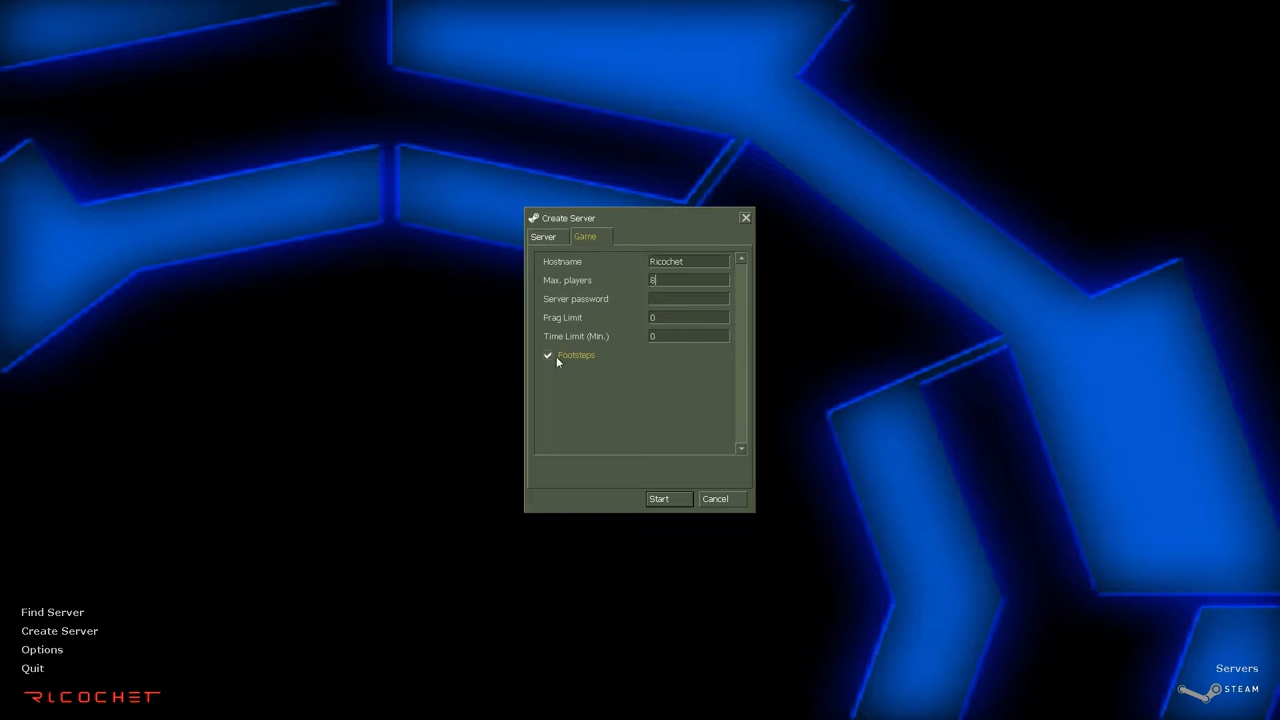 Create Server
Server Game
Hostname Ricochet
Max. players 8
Server password
Frag Limit 0
Time Limit (Min.) 0
Footsteps
Start Cancel
Find Server
Create Server
Options
Quit
RICOCHET
Servers
STEAM